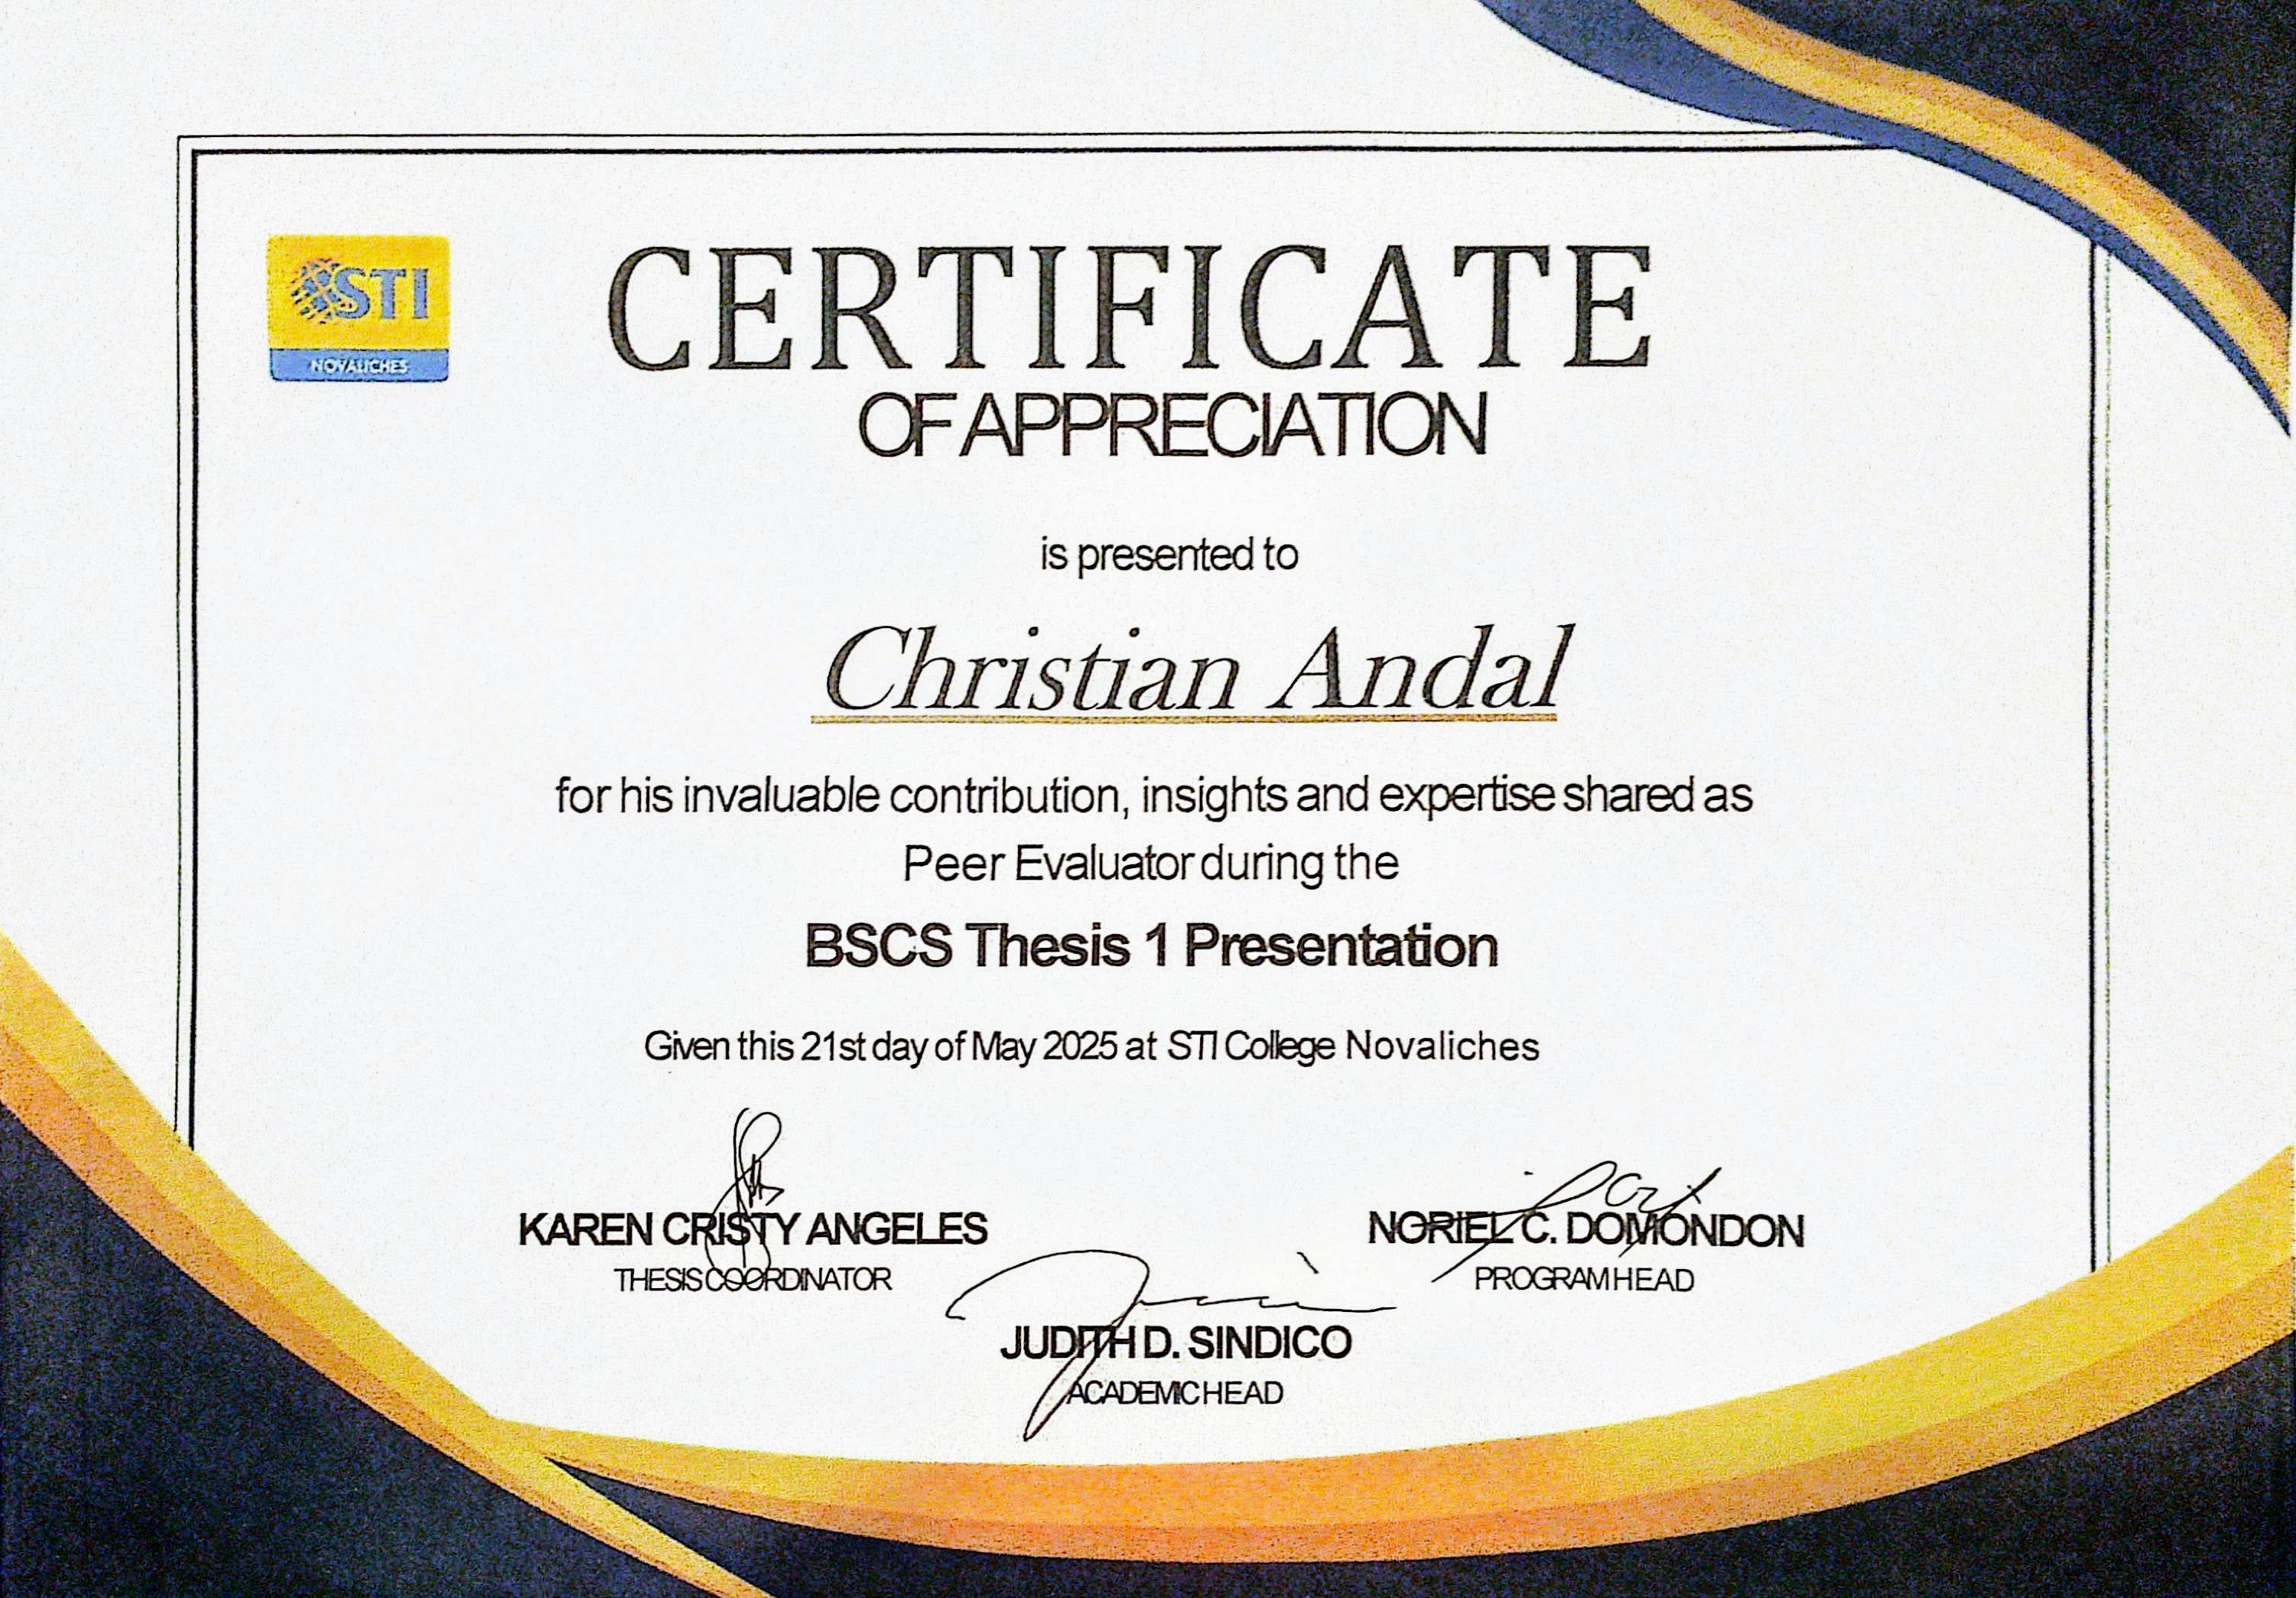 STI
NOVALICHES
CERTIFICATE
OF APPRECIATION
is presented to
Christian Andal
for his invaluable contribution, insights and expertise shared as
Peer Evaluator during the
BSCS Thesis 1 Presentation
Given this 21st day of May 2025 at STI College Novaliches
KAREN CRISTY ANGELES
THESIS COORDINATOR
NORIEL C. DOMONDON
PROGRAM HEAD
JUDITH D. SINDICO
ACADEMIC HEAD